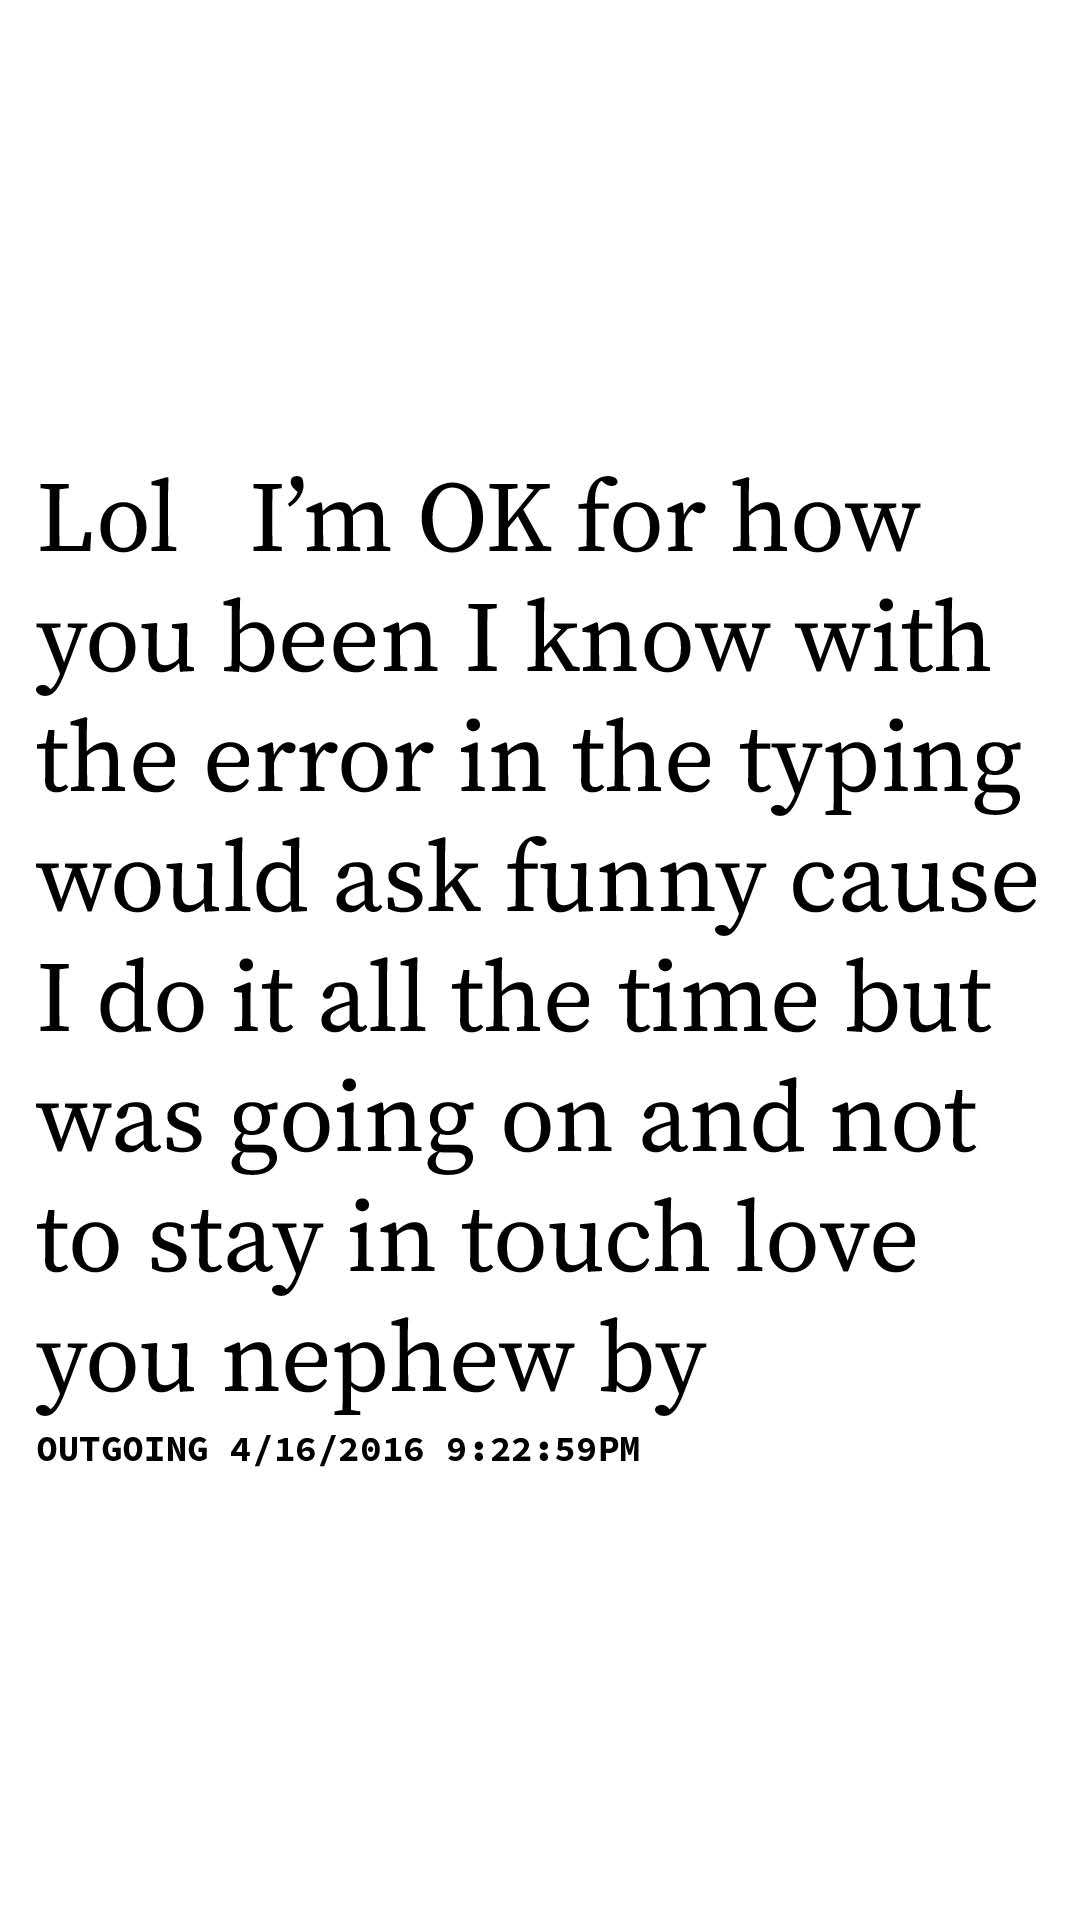 Lol   I’m OK for how
you been I know with
the error in the typing
would ask funny cause
I do it all the time but
was going on and not
to stay in touch love
you nephew by
OUTGOING 4/16/2016 9:22:59PM